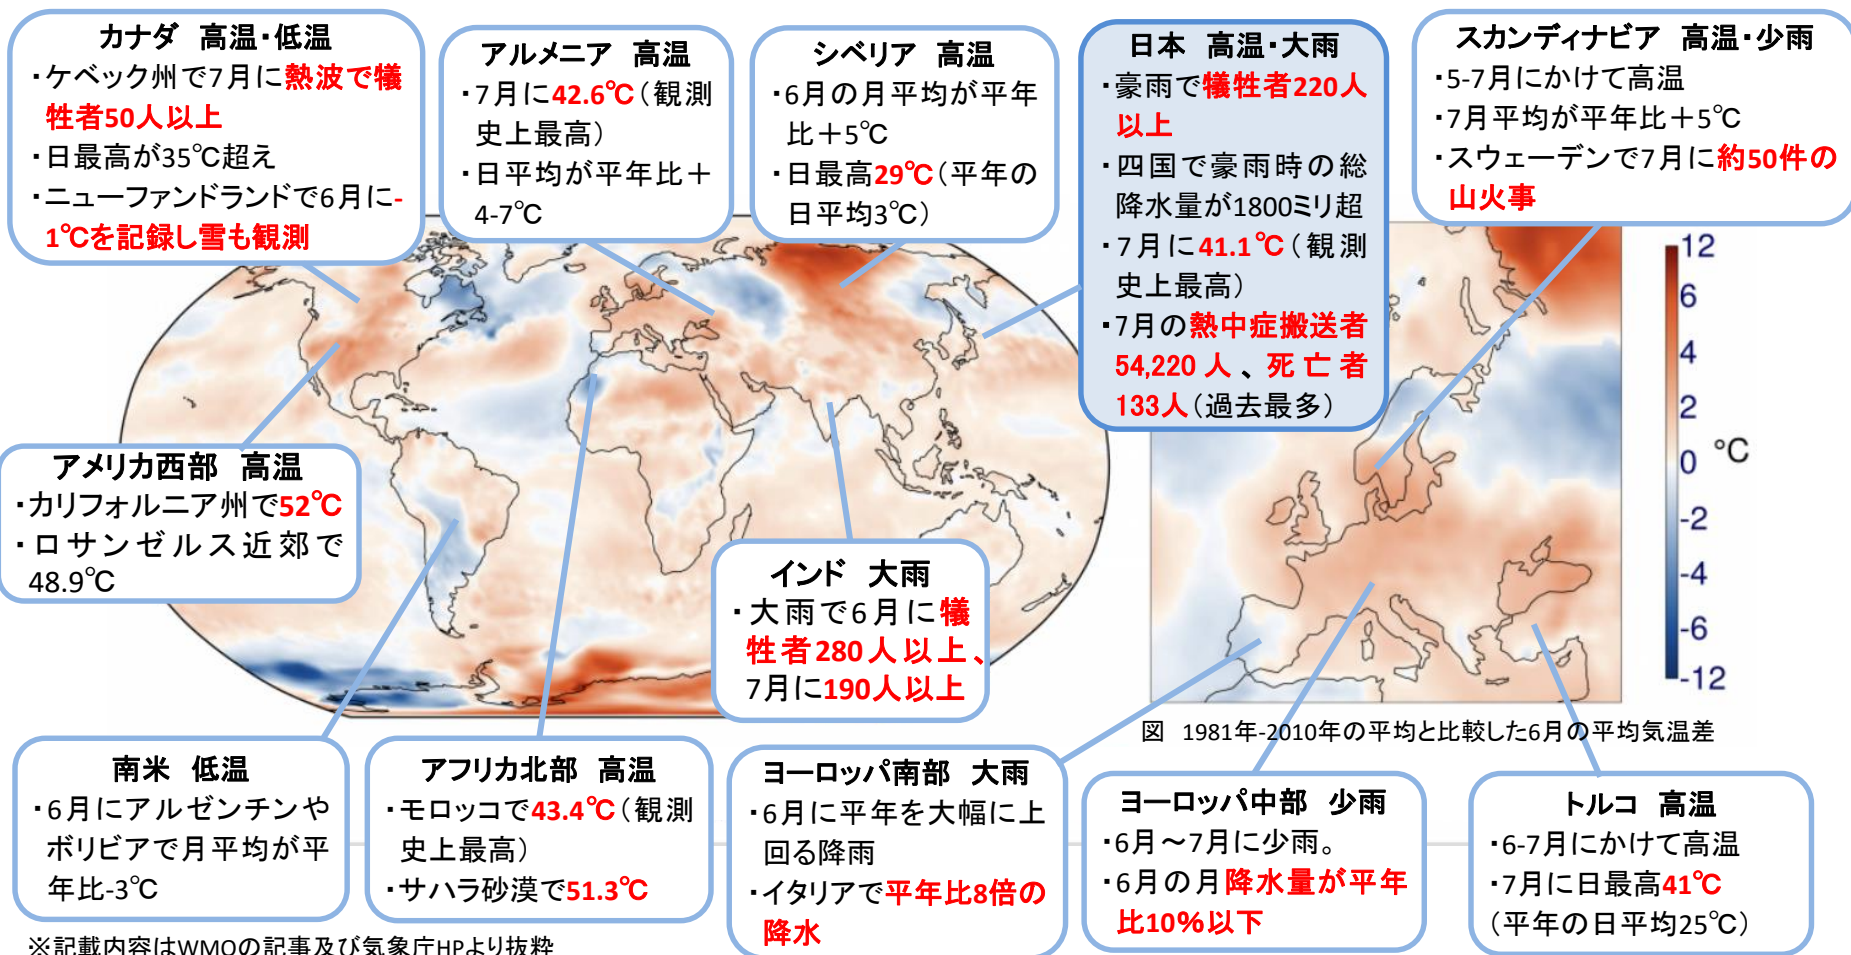 カナダ 高温・低温
・ケベック州で7月に熱波で犠
牲者50人以上
・日最高が35℃超え
・ニューファンドランドで6月に-
1℃を記録し雪も観測
アルメニア 高温
・7月に42.6℃（観測
史上最高）
・日平均が平年比＋
4-7℃
シベリア 高温
・6月の月平均が平年
比＋5℃
・日最高29℃（平年の
日平均3℃）
日本 高温・大雨
・豪雨で犠牲者220人
以上
・四国で豪雨時の総
降水量が1800ミリ超
・7月に41.1℃（観測
史上最高）
・7月の熱中症搬送者
54,220人、死亡者
133人（過去最多）
スカンディナビア 高温・少雨
・5-7月にかけて高温
・7月平均が平年比＋5℃
・スウェーデンで7月に約50件の
山火事
12
6
4
2
0
-2
-4
-6
-12
°C
アメリカ西部 高温
・カリフォルニア州で52℃
・ロサンゼルス近郊で
48.9℃
インド 大雨
・大雨で6月に犠
牲者280人以上、
7月に190人以上
図 1981年-2010年の平均と比較した6月の平均気温差
南米 低温
・6月にアルゼンチンや
ボリビアで月平均が平
年比-3℃
アフリカ北部 高温
・モロッコで43.4℃（観測
史上最高）
・サハラ砂漠で51.3℃
ヨーロッパ南部 大雨
・6月に平年を大幅に上
回る降雨
・イタリアで平年比8倍の
降水
ヨーロッパ中部 少雨
・6月～7月に少雨。
・6月の月降水量が平年
比10%以下
トルコ 高温
・6-7月にかけて高温
・7月に日最高41℃
（平年の日平均25℃）
※記載内容はWMOの記事及び気象庁HPより抜粋